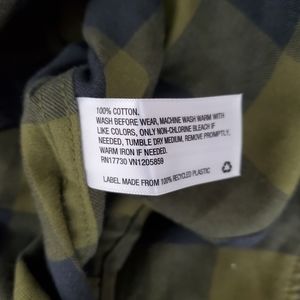 100% COTTON.
WASH BEFORE WEAR, MACHINE WASH WARM WITH
LIKE COLORS, ONLY NON-CHLORINE BLEACH IF
NEEDED, TUMBLE DRY MEDIUM, REMOVE PROMPTLY,
WARM IRON IF NEEDED.
RN17730 VN1205859
LABEL MADE FROM 100% RECYCLED PLASTIC